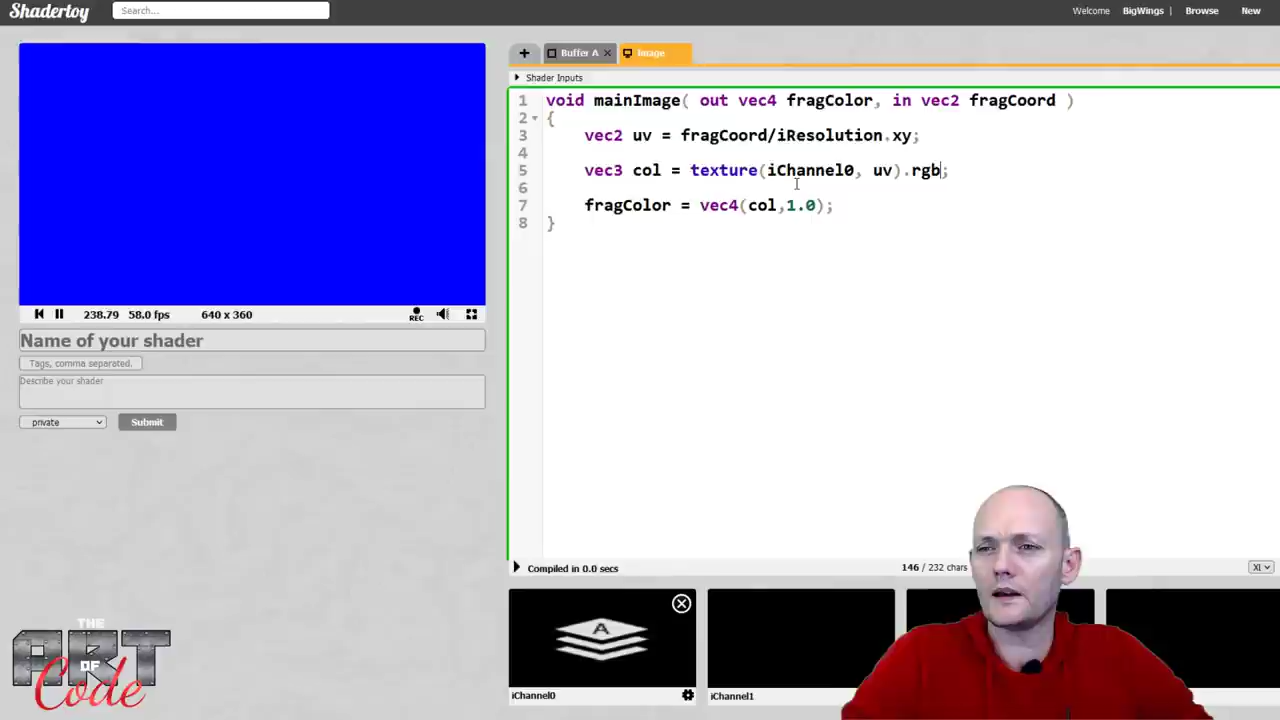 Shadertoy
Search...
Welcome BigWings | Browse New
+ Buffer A × Image
Shader Inputs
1 void mainImage( out vec4 fragColor, in vec2 fragCoord )
2 {
3 vec2 uv = fragCoord/iResolution.xy;
4
5 vec3 col = texture(iChannel0, uv).rgb;
6
7 fragColor = vec4(col,1.0);
8 }
238.79 58.0 fps 640 x 360 REC
Name of your shader
Tags, comma separated.
Describe your shader
private Submit
Compiled in 0.0 secs 146 / 232 chars Xl
A
iChannel0 iChannel1
THE
ART
OF
Code